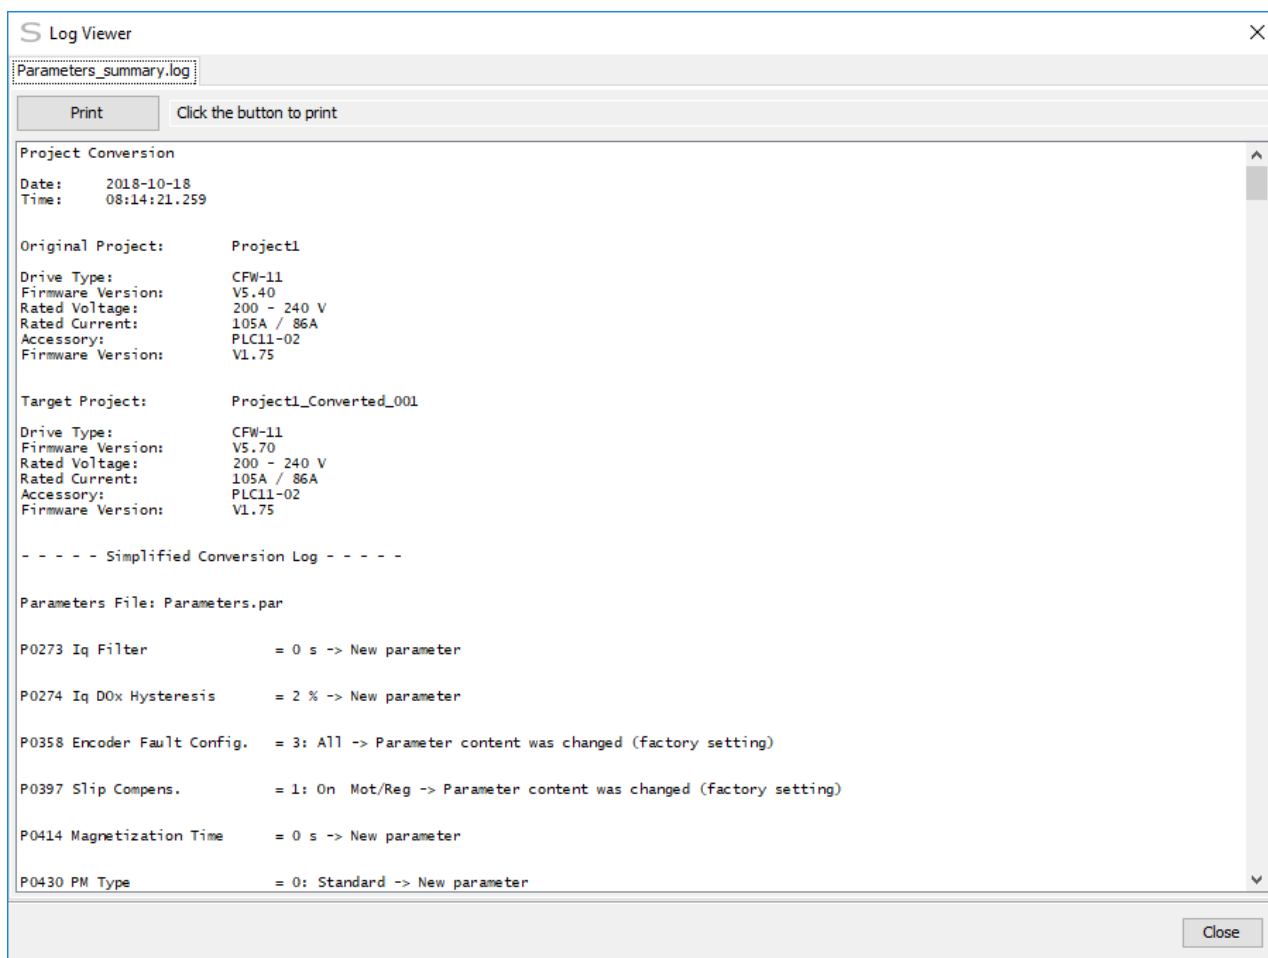 Log Viewer
Parameters_summary.log
Print Click the button to print
Project Conversion
Date: 2018-10-18
Time: 08:14:21.259
Original Project: Project1
Drive Type: CFW-11
Firmware Version: V5.40
Rated Voltage: 200 - 240 V
Rated Current: 105A / 86A
Accessory: PLC11-02
Firmware Version: V1.75
Target Project: Project1_Converted_001
Drive Type: CFW-11
Firmware Version: V5.70
Rated Voltage: 200 - 240 V
Rated Current: 105A / 86A
Accessory: PLC11-02
Firmware Version: V1.75
- - - - - Simplified Conversion Log - - - - -
Parameters File: Parameters.par
P0273 Iq Filter = 0 s -> New parameter
P0274 Iq DOx Hysteresis = 2 % -> New parameter
P0358 Encoder Fault Config. = 3: All -> Parameter content was changed (factory setting)
P0397 Slip Compens. = 1: On Mot/Reg -> Parameter content was changed (factory setting)
P0414 Magnetization Time = 0 s -> New parameter
P0430 PM Type = 0: Standard -> New parameter
Close